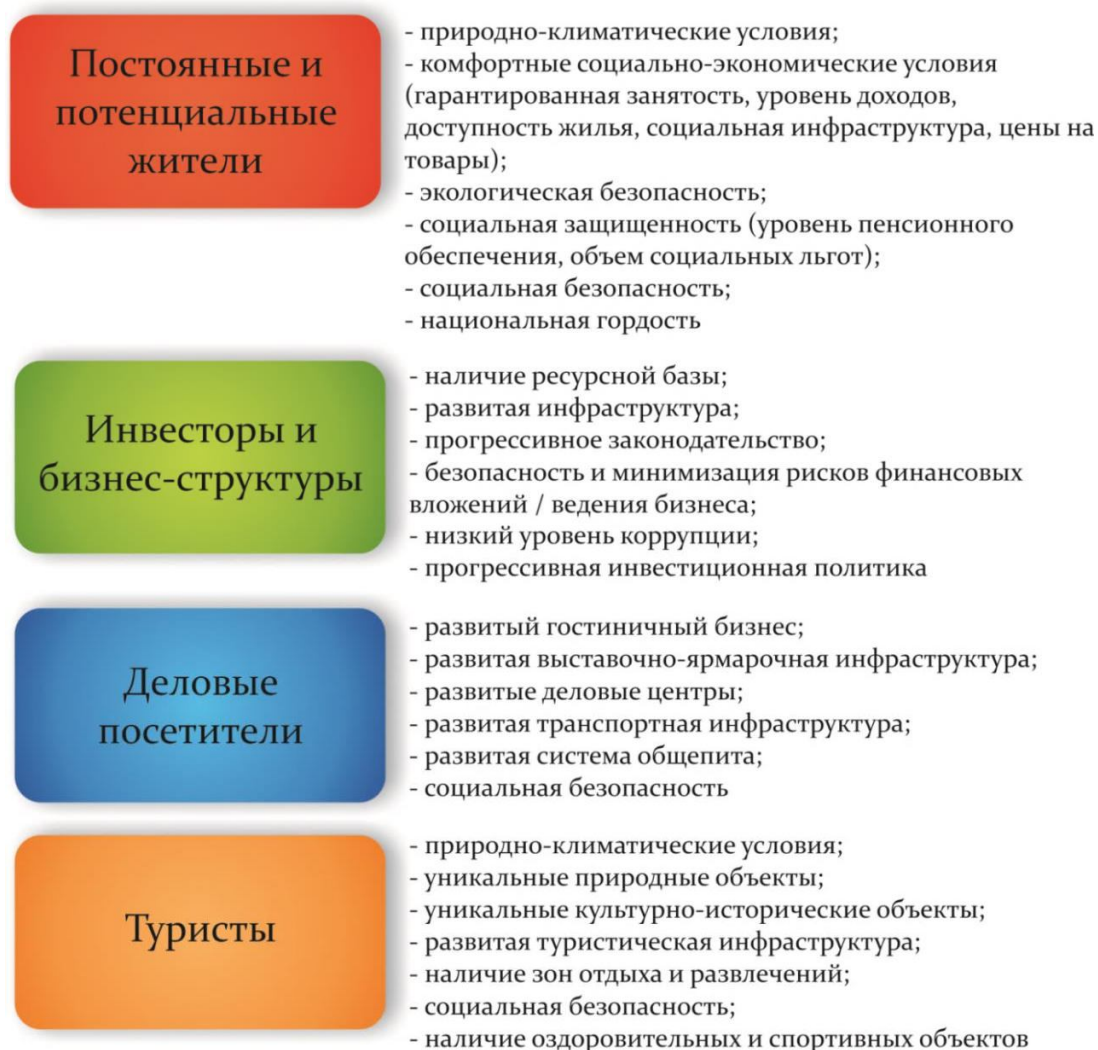 Постоянные и
потенциальные
жители
- природно-климатические условия;
- комфортные социально-экономические условия
(гарантированная занятость, уровень доходов,
доступность жилья, социальная инфраструктура, цены на
товары);
- экологическая безопасность;
- социальная защищенность (уровень пенсионного
обеспечения, объем социальных льгот);
- социальная безопасность;
- национальная гордость
Инвесторы и
бизнес-структуры
- наличие ресурсной базы;
- развитая инфраструктура;
- прогрессивное законодательство;
- безопасность и минимизация рисков финансовых
вложений / ведения бизнеса;
- низкий уровень коррупции;
- прогрессивная инвестиционная политика
Деловые
посетители
- развитый гостиничный бизнес;
- развитая выставочно-ярмарочная инфраструктура;
- развитые деловые центры;
- развитая транспортная инфраструктура;
- развитая система общепита;
- социальная безопасность
Туристы
- природно-климатические условия;
- уникальные природные объекты;
- уникальные культурно-исторические объекты;
- развитая туристическая инфраструктура;
- наличие зон отдыха и развлечений;
- социальная безопасность;
- наличие оздоровительных и спортивных объектов